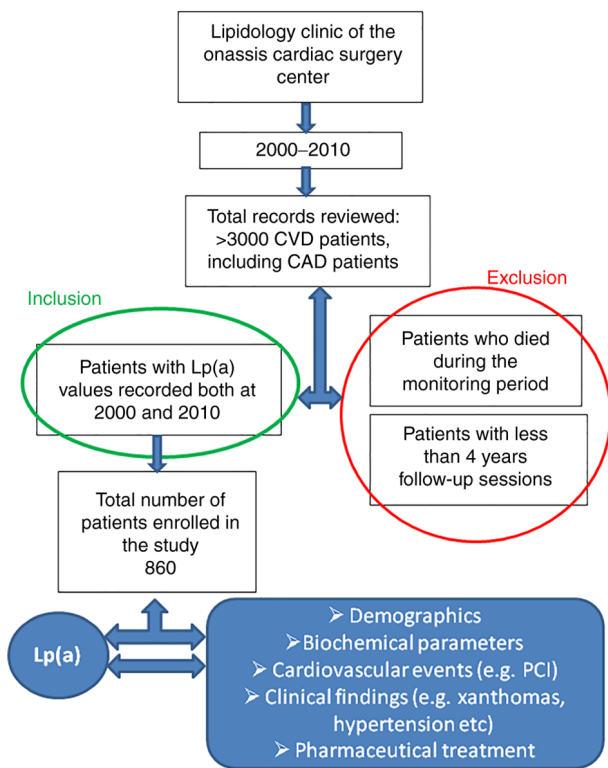 Lipidology clinic of the
onassis cardiac surgery
center
2000–2010
Total records reviewed:
>3000 CVD patients,
including CAD patients
Inclusion
Exclusion
Patients with Lp(a)
values recorded both at
2000 and 2010
Patients who died
during the
monitoring period
Patients with less
than 4 years
follow-up sessions
Total number of
patients enrolled in
the study
860
Lp(a)
➢ Demographics
➢ Biochemical parameters
➢ Cardiovascular events (e.g. PCI)
➢ Clinical findings (e.g. xanthomas,
hypertension etc)
➢ Pharmaceutical treatment